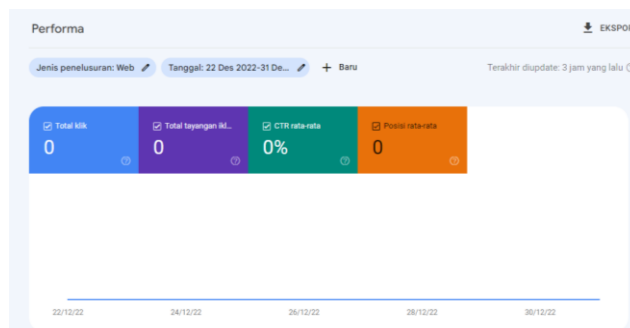 Performa
EKSPO
Jenis penelusuran: Web
Tanggal: 22 Des 2022-31 De...
+ Baru
Terakhir diupdate: 3 jam yang lalu
Total klik
0
Total tayangan ikl...
0
CTR rata-rata
0%
Posisi rata-rata
0
22/12/22
24/12/22
26/12/22
28/12/22
30/12/22